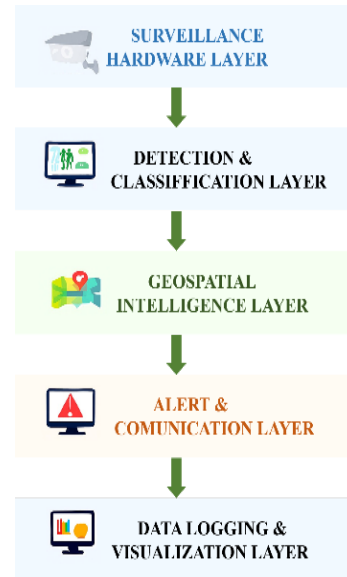 SURVEILLANCE
HARDWARE LAYER
DETECTION &
CLASSIFFICATION LAYER
GEOSPATIAL
INTELLIGENCE LAYER
ALERT &
COMUNICATION LAYER
DATA LOGGING &
VISUALIZATION LAYER